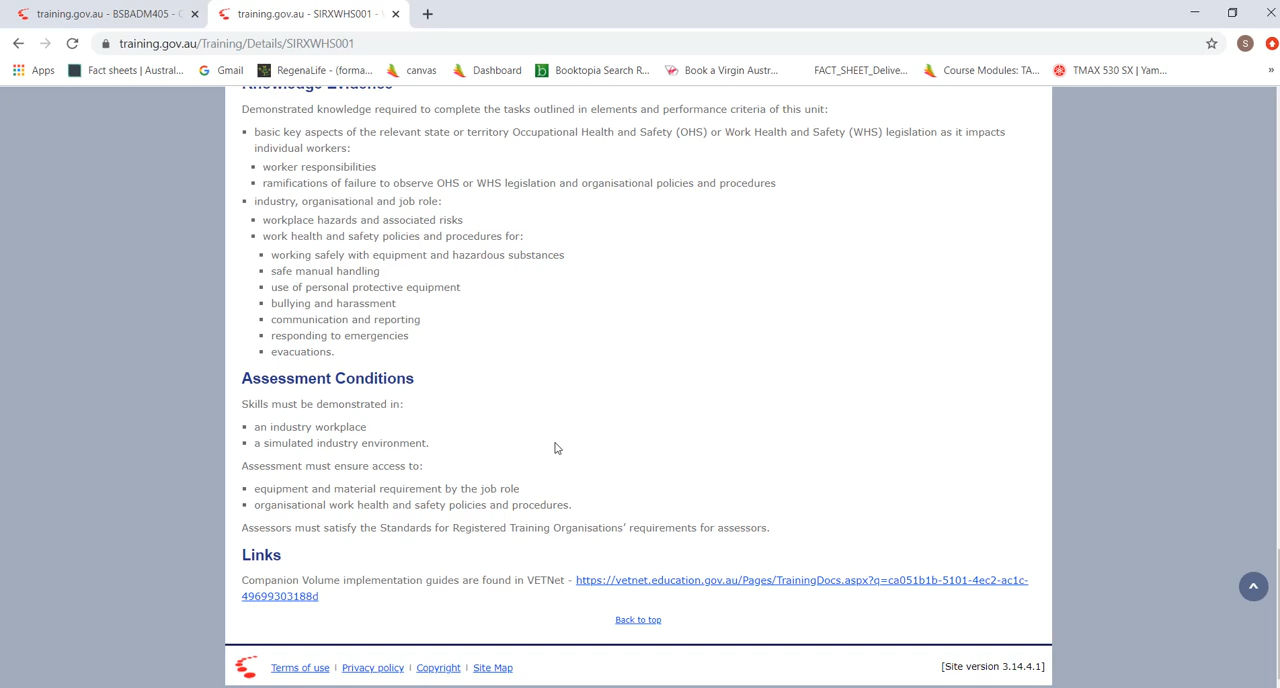 training.gov.au - BSBADM405 - 
training.gov.au - SIRXWHS001 - 
training.gov.au/Training/Details/SIRXWHS001
S
Apps
Fact sheets | Austral...
Gmail
RegenaLife - (forma...
canvas
Dashboard
Booktopia Search R...
Book a Virgin Austr...
FACT_SHEET_Delive...
Course Modules: TA...
TMAX 530 SX | Yam...
»
Knowledge Evidence
Demonstrated knowledge required to complete the tasks outlined in elements and performance criteria of this unit:
▪ basic key aspects of the relevant state or territory Occupational Health and Safety (OHS) or Work Health and Safety (WHS) legislation as it impacts
individual workers:
▪ worker responsibilities
▪ ramifications of failure to observe OHS or WHS legislation and organisational policies and procedures
▪ industry, organisational and job role:
▪ workplace hazards and associated risks
▪ work health and safety policies and procedures for:
▪ working safely with equipment and hazardous substances
▪ safe manual handling
▪ use of personal protective equipment
▪ bullying and harassment
▪ communication and reporting
▪ responding to emergencies
▪ evacuations.
Assessment Conditions
Skills must be demonstrated in:
▪ an industry workplace
▪ a simulated industry environment.
Assessment must ensure access to:
▪ equipment and material requirement by the job role
▪ organisational work health and safety policies and procedures.
Assessors must satisfy the Standards for Registered Training Organisations’ requirements for assessors.
Links
Companion Volume implementation guides are found in VETNet - https://vetnet.education.gov.au/Pages/TrainingDocs.aspx?q=ca051b1b-5101-4ec2-ac1c-
49699303188d
Back to top
Terms of use | Privacy policy | Copyright | Site Map
[Site version 3.14.4.1]